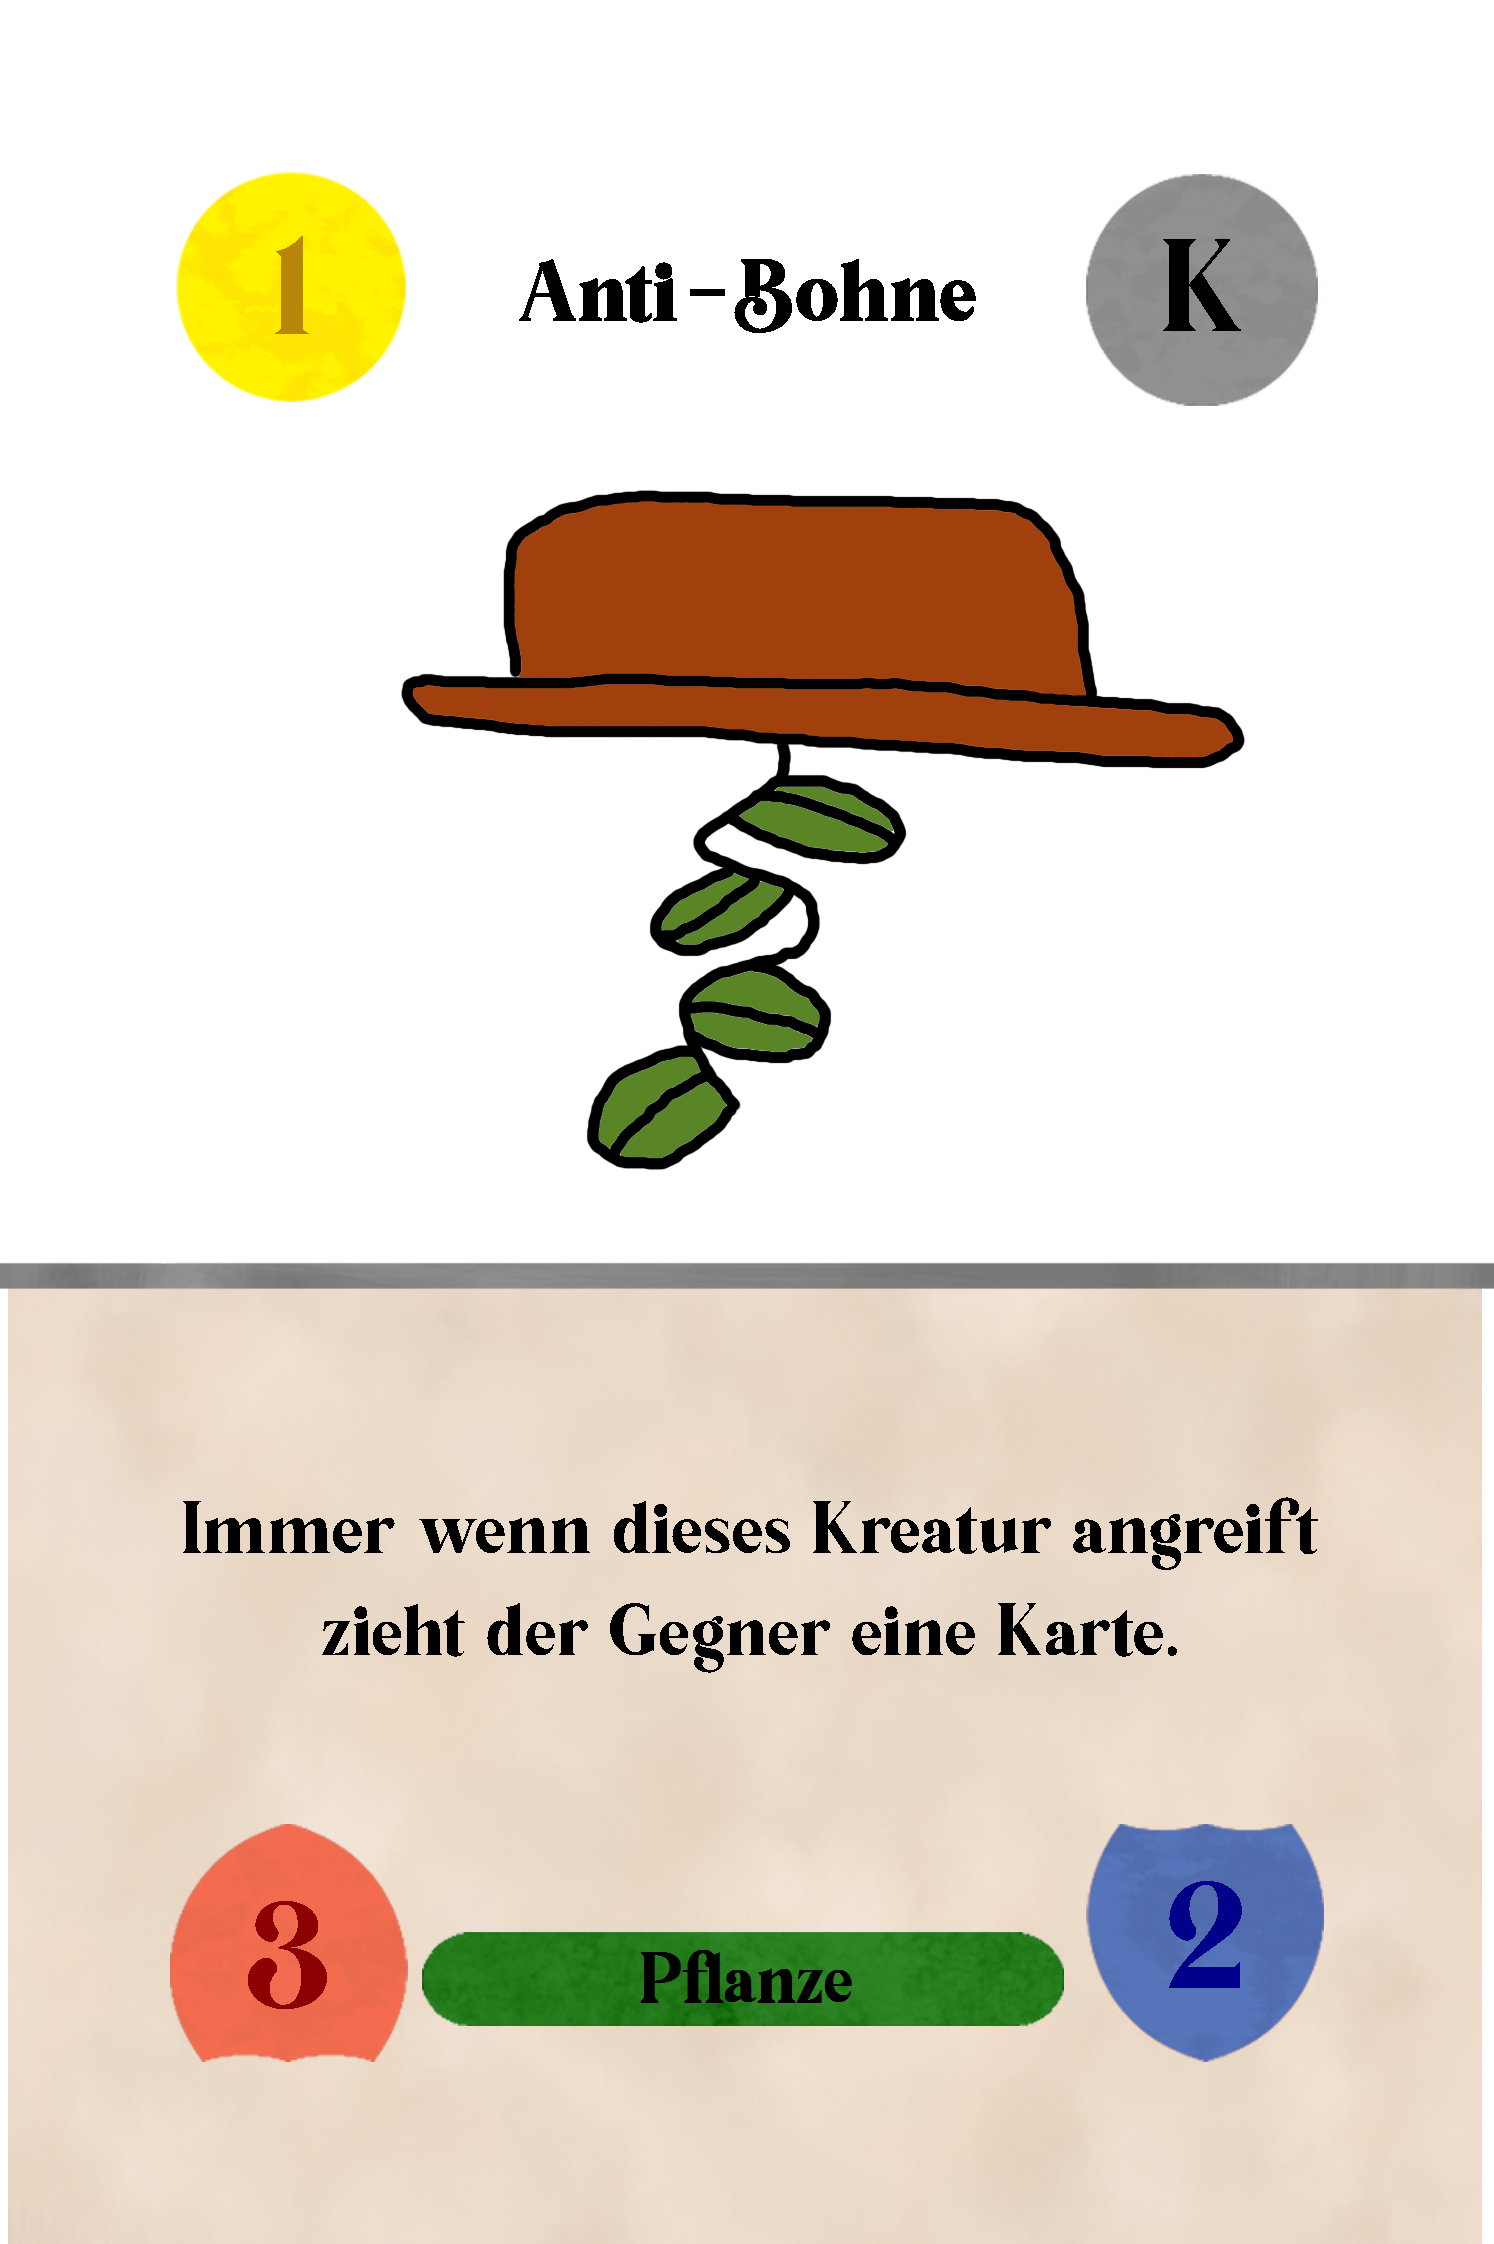 1
Anti-Bohne
K
Immer wenn dieses Kreatur angreift
zieht der Gegner eine Karte.
3
Pflanze
2